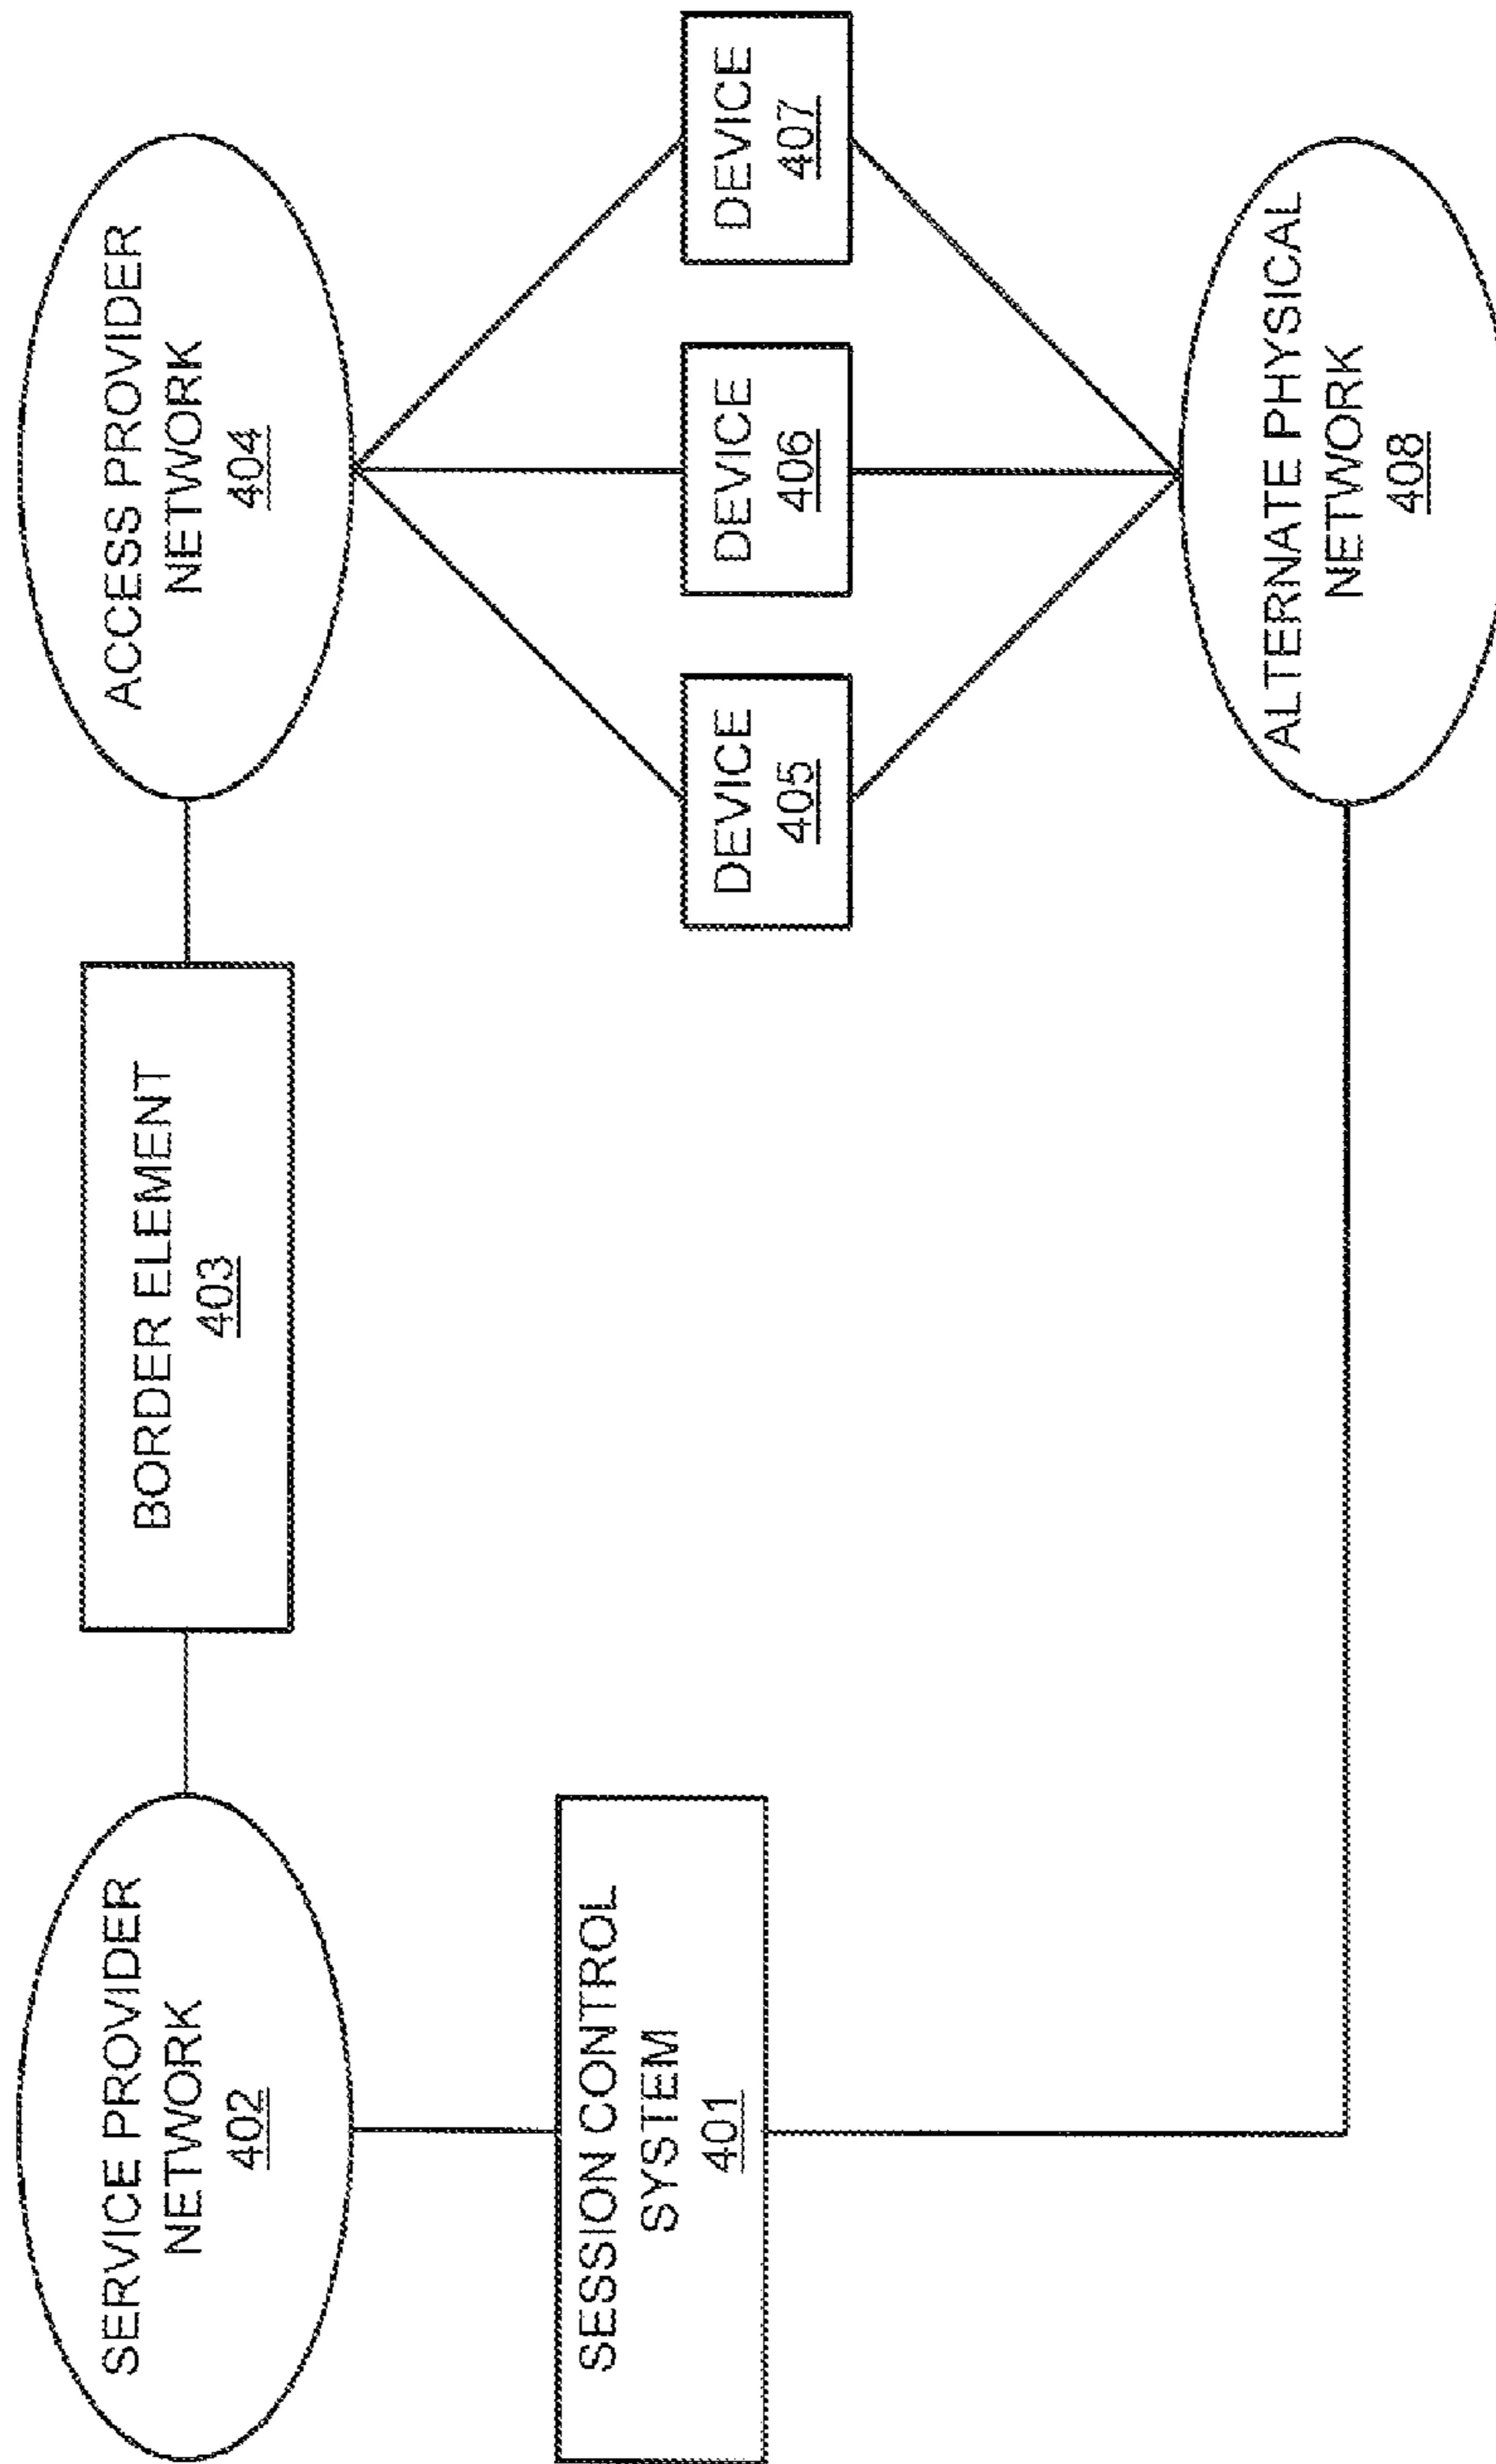 SERVICE PROVIDER
NETWORK
402
BORDER ELEMENT
403
ACCESS PROVIDER
NETWORK
404
SESSION CONTROL
SYSTEM
401
DEVICE
405
DEVICE
406
DEVICE
407
ALTERNATE PHYSICAL
NETWORK
408